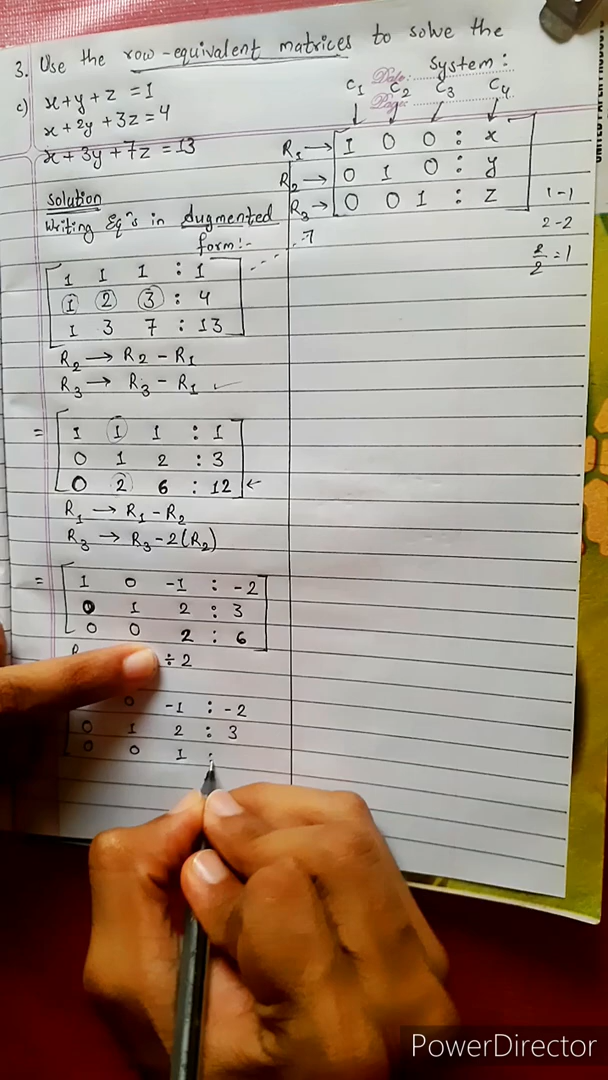 3. Use the row-equivalent matrices to solve the
system:
Date:
Page:
c) x+y+z = 1
x+2y+3z = 4
x+3y+7z = 13
C1 C2 C3 C4
R1 → 1 0 0 : x
R2 → 0 1 0 : y
R3 → 0 0 1 : z
1-1
2-2
2/2 = 1
Solution
Writing Eqns in Augmented
form:-
1 1 1 : 1
1 2 3 : 4
1 3 7 : 13
R2 → R2 - R1
R3 → R3 - R1
= 1 1 1 : 1
0 1 2 : 3
0 2 6 : 12 ←
R1 → R1 - R2
R3 → R3 - 2(R2)
= 1 0 -1 : -2
0 1 2 : 3
0 0 2 : 6
÷ 2
0 -1 : -2
0 1 2 : 3
0 0 1 :
PowerDirector